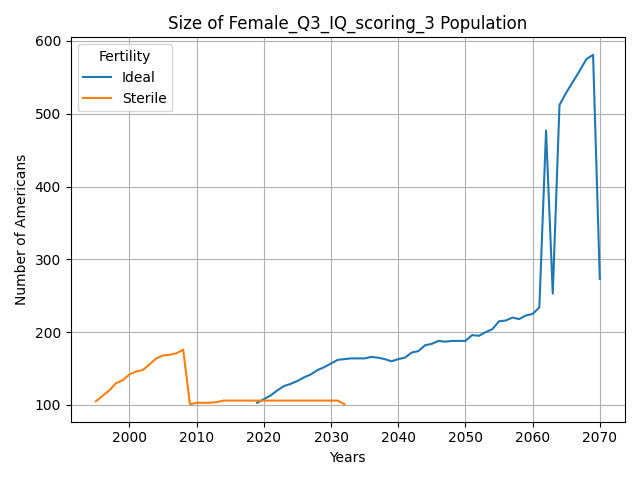 Size of Female_Q3_IQ_scoring_3 Population
Fertility
Ideal
Sterile
Number of Americans
600
500
400
300
200
100
2000 2010 2020 2030 2040 2050 2060 2070
Years